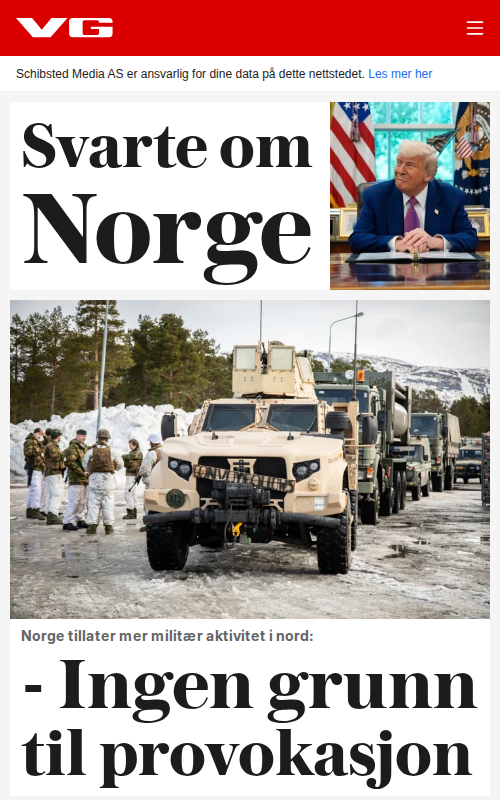 VG
Schibsted Media AS er ansvarlig for dine data på dette nettstedet. Les mer her
Svarte om
Norge
Norge tillater mer militær aktivitet i nord:
- Ingen grunn
til provokasjon